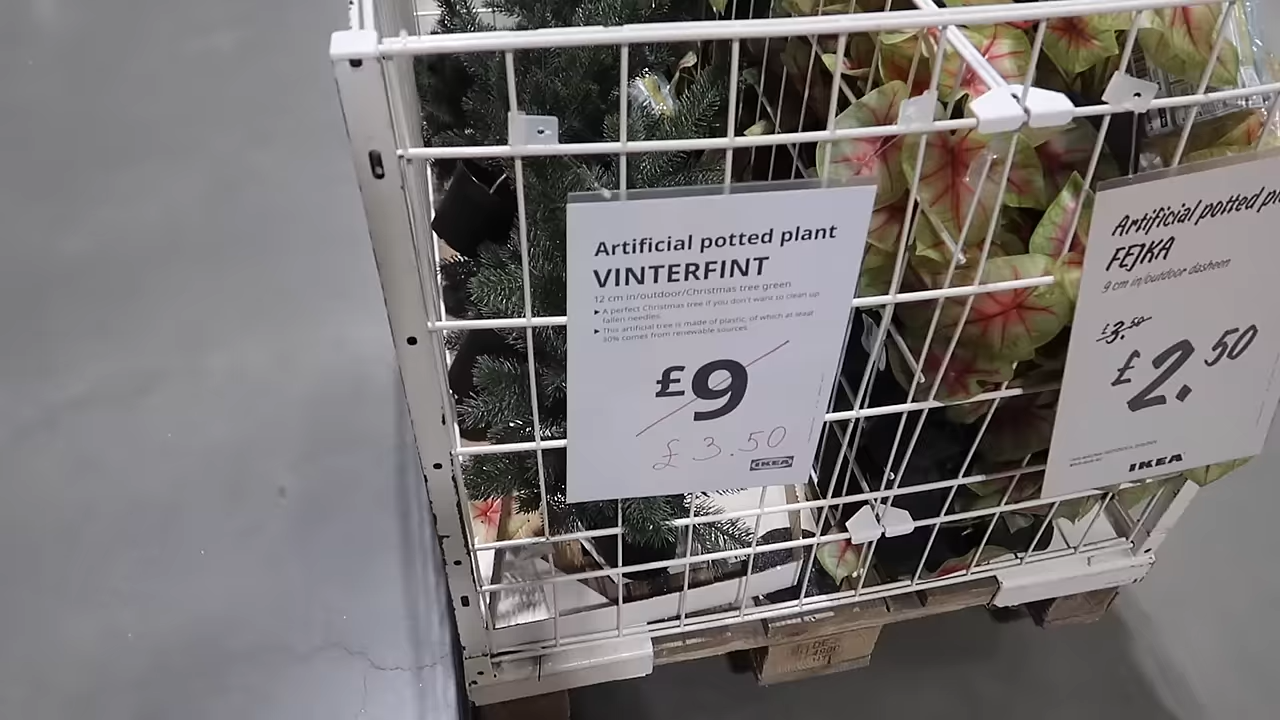 Artificial potted plant
VINTERFINT
12 cm in/outdoor/Christmas tree green
▸ A perfect Christmas tree if you don't want to clean up
fallen needles.
▸ This artificial tree is made of plastic, of which at least
30% comes from renewable sources.
£9
£3.50
IKEA
Artificial potted
FEJKA
9 cm in/outdoor dasheen
£3.50
£2.50
IKEA